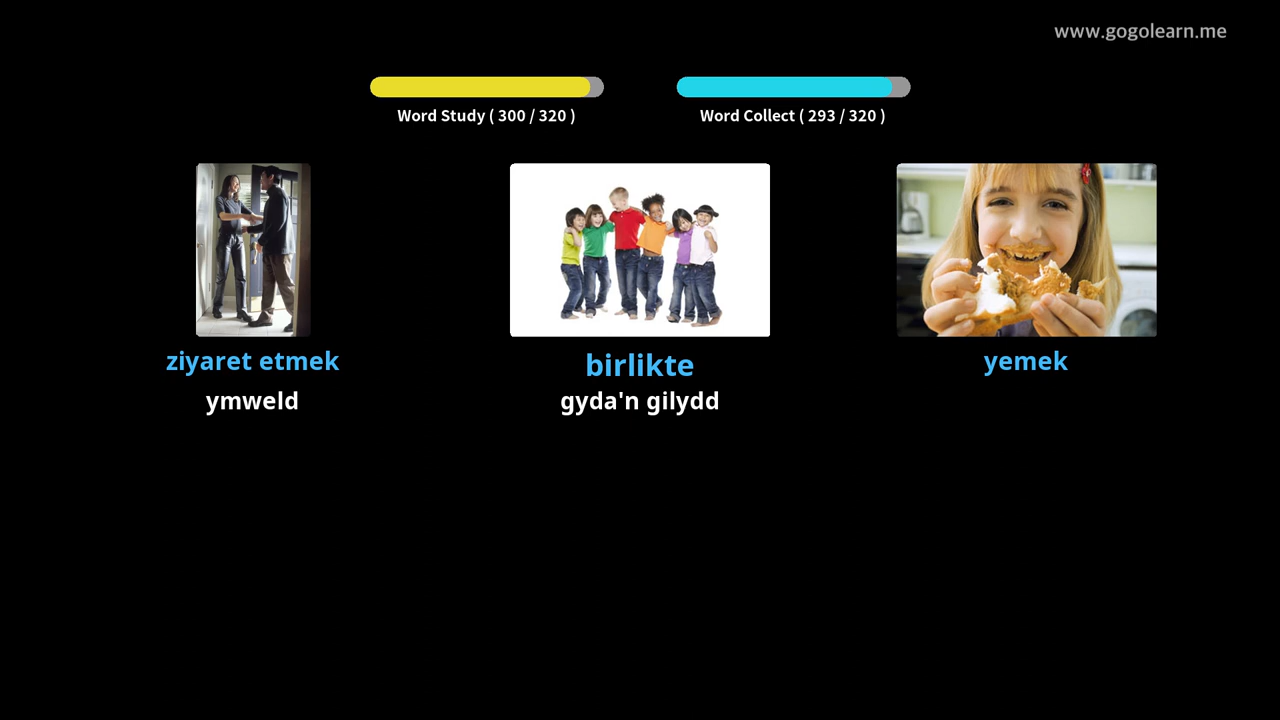 www.gogolearn.me
Word Study ( 300 / 320 )
Word Collect ( 293 / 320 )
ziyaret etmek
birlikte
yemek
ymweld
gyda'n gilydd